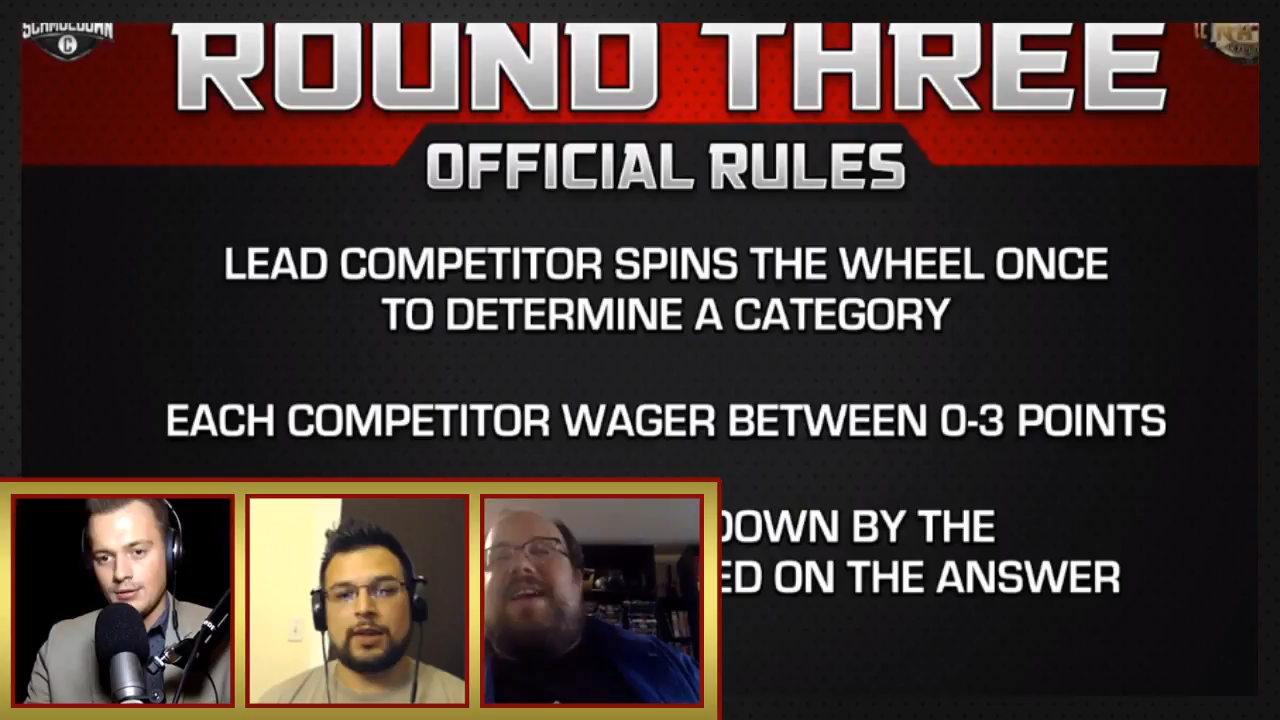 SCHMOEDOWN
C
ROUND THREE
OFFICIAL RULES
LEAD COMPETITOR SPINS THE WHEEL ONCE
TO DETERMINE A CATEGORY
EACH COMPETITOR WAGER BETWEEN 0-3 POINTS
DOWN BY THE
ED ON THE ANSWER